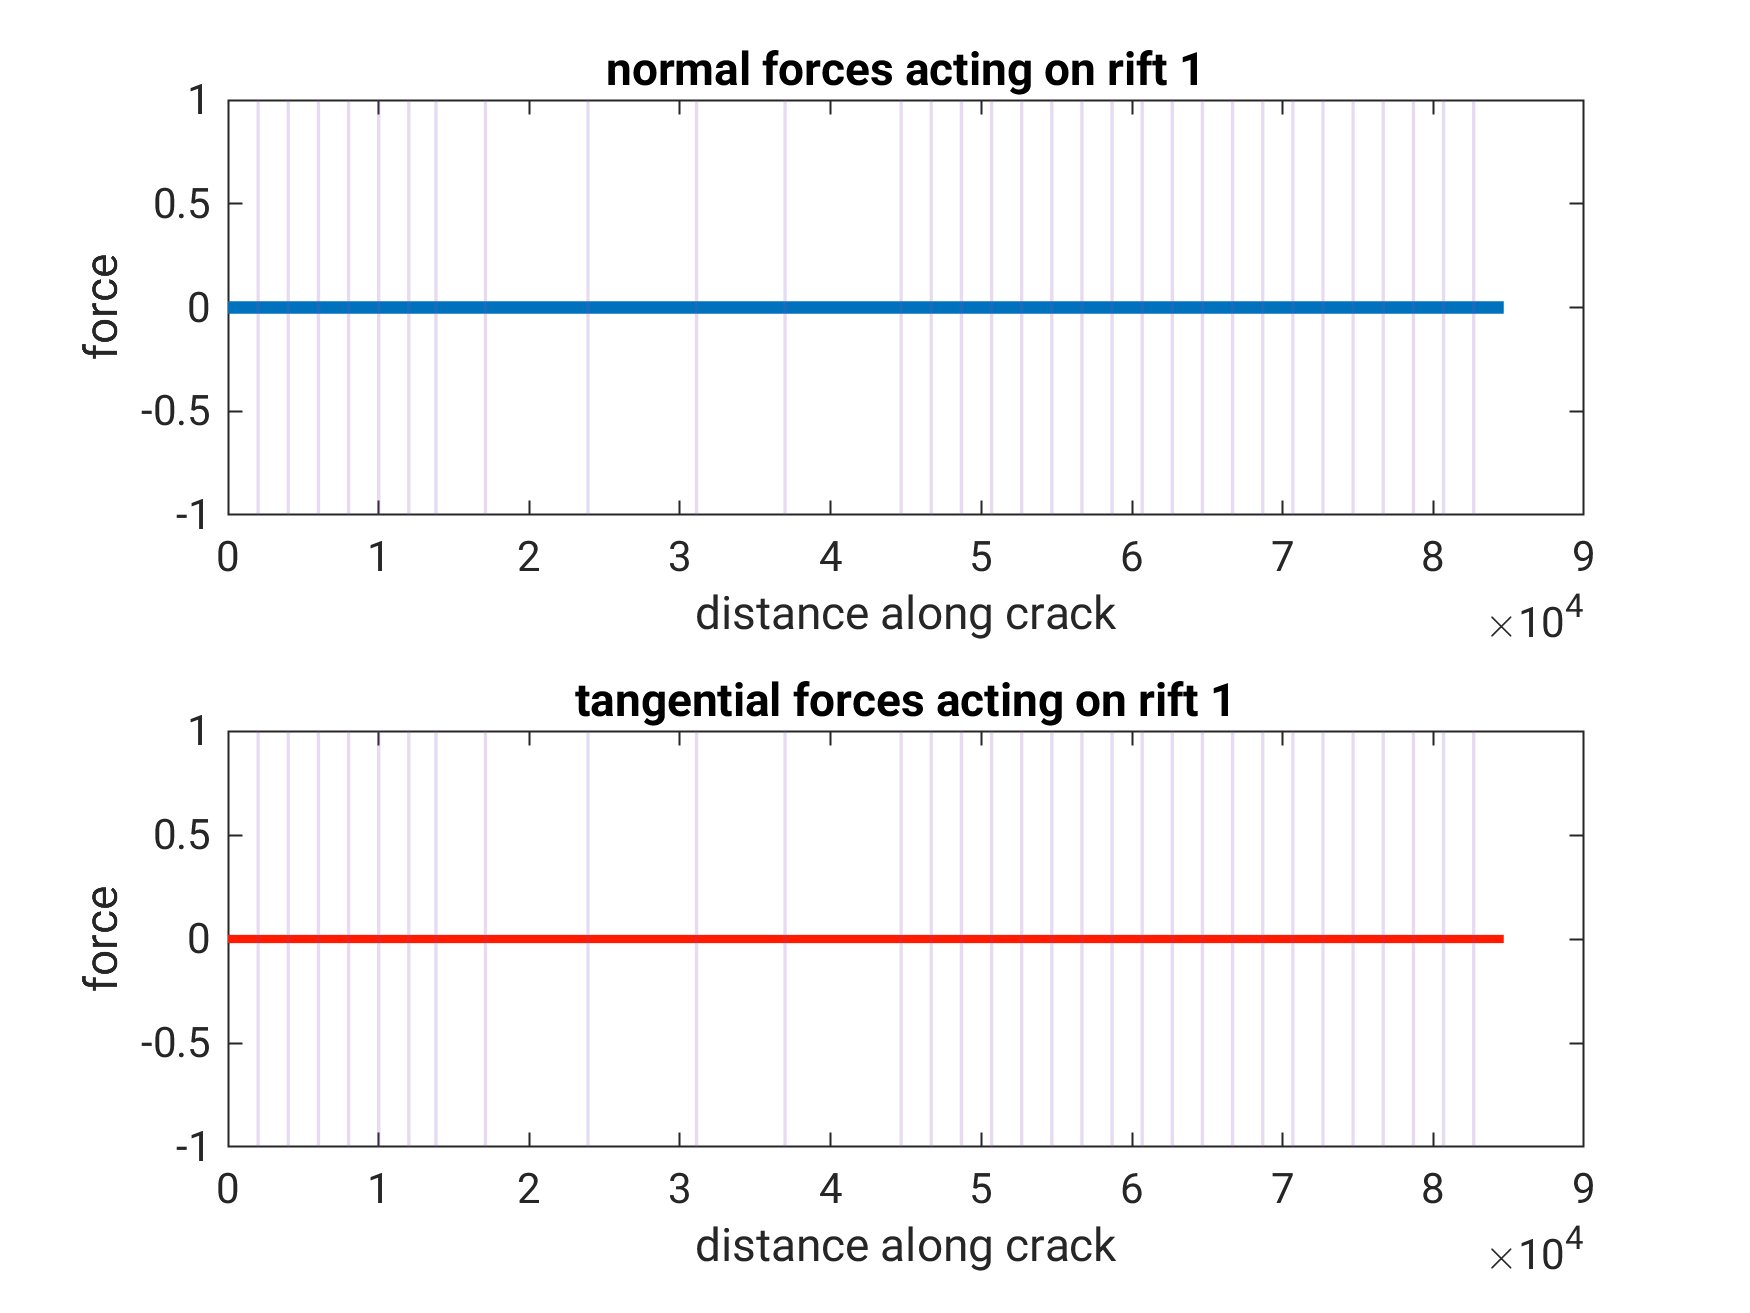 normal forces acting on rift 1
1
0.5
0
-0.5
-1
force
0 1 2 3 4 5 6 7 8 9
distance along crack
×10^4
tangential forces acting on rift 1
1
0.5
0
-0.5
-1
force
0 1 2 3 4 5 6 7 8 9
distance along crack
×10^4